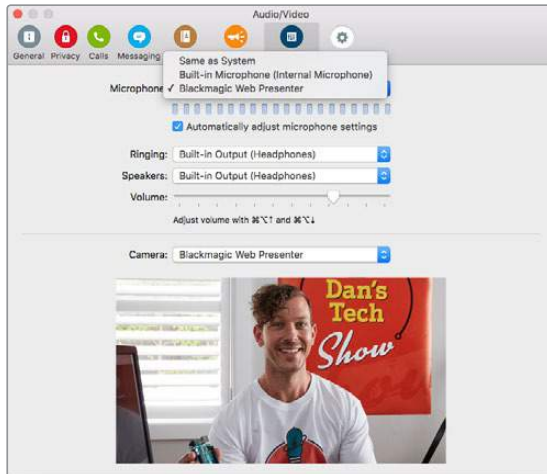 Audio/Video
General Privacy Calls Messaging
Same as System
Built-in Microphone (Internal Microphone)
Microphone ✓ Blackmagic Web Presenter
Automatically adjust microphone settings
Ringing: Built-in Output (Headphones)
Speakers: Built-in Output (Headphones)
Volume:
Adjust volume with ⌘⌥↑ and ⌘⌥↓
Camera: Blackmagic Web Presenter
Dan's
Tech
Show